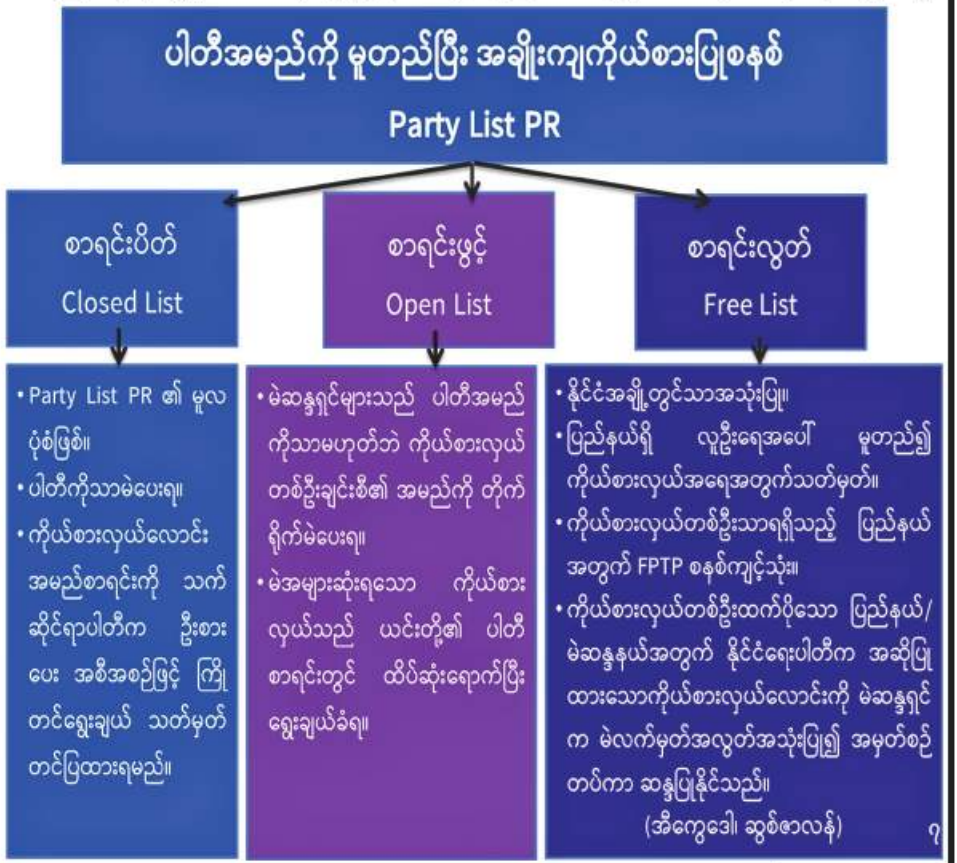 ပါတီအမည်ကို မူတည်ပြီး အချိုးကျကိုယ်စားပြုစနစ်
Party List PR
စာရင်းပိတ်
Closed List
• Party List PR ၏ မူလ
ပုံစံဖြစ်။
• ပါတီကိုသာမဲပေးရ။
• ကိုယ်စားလှယ်လောင်း
အမည်စာရင်းကို သက်
ဆိုင်ရာပါတီက ဦးစား
ပေး အစီအစဉ်ဖြင့် ကြို
တင်ရွေးချယ် သတ်မှတ်
တင်ပြထားရမည်။
စာရင်းဖွင့်
Open List
• မဲဆန္ဒရှင်များသည် ပါတီအမည်
ကိုသာမဟုတ်ဘဲ ကိုယ်စားလှယ်
တစ်ဦးချင်းစီ၏ အမည်ကို တိုက်
ရိုက်မဲပေးရ။
• မဲအများဆုံးရသော ကိုယ်စား
လှယ်သည် ယင်းတို့၏ ပါတီ
စာရင်းတွင် ထိပ်ဆုံးရောက်ပြီး
ရွေးချယ်ခံရ။
စာရင်းလွတ်
Free List
• နိုင်ငံအချို့တွင်သာအသုံးပြု။
• ပြည်နယ်ရှိ လူဦးရေအပေါ် မူတည်၍
ကိုယ်စားလှယ်အရေအတွက်သတ်မှတ်။
• ကိုယ်စားလှယ်တစ်ဦးသာရရှိသည့် ပြည်နယ်
အတွက် FPTP စနစ်ကျင့်သုံး။
• ကိုယ်စားလှယ်တစ်ဦးထက်ပိုသော ပြည်နယ်/
မဲဆန္ဒနယ်အတွက် နိုင်ငံရေးပါတီက အဆိုပြု
ထားသောကိုယ်စားလှယ်လောင်းကို မဲဆန္ဒရှင်
က မဲလက်မှတ်အလွတ်အသုံးပြု၍ အမှတ်စဉ်
တပ်ကာ ဆန္ဒပြုနိုင်သည်။
(အီကွေဒေါ၊ ဆွစ်ဇာလန်)
၇